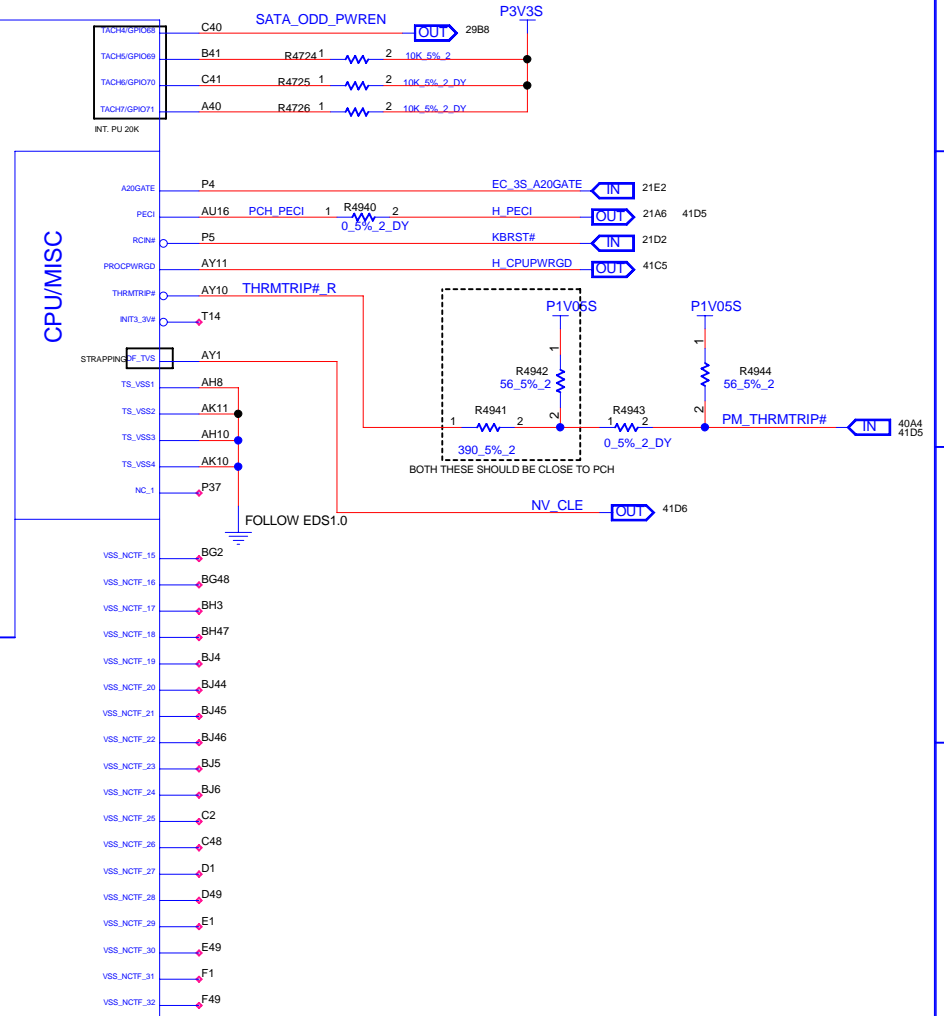 SATA_ODD_PWREN P3V3S
TACH4/GPIO68 C40 OUT 29B8
TACH5/GPIO69 B41 R4724 1 2 10K_5%_2
TACH6/GPIO70 C41 R4725 1 2 10K_5%_2_DY
TACH7/GPIO71 A40 R4726 1 2 10K_5%_2_DY
INT. PU 20K
CPU/MISC
A20GATE P4 EC_3S_A20GATE IN 21E2
PECI AU16 PCH_PECI 1 R4940 2 H_PECI OUT 21A6 41D5
0_5%_2_DY
RCIN# P5 KBRST# IN 21D2
PROCPWRGD AY11 H_CPUPWRGD OUT 41C5
THRMTRIP# AY10 THRMTRIP#_R
P1V05S P1V05S
INIT3_3V# T14
1 1
STRAPPING DF_TVS AY1
R4942 R4944
56_5%_2 56_5%_2
TS_VSS1 AH8
2 2
TS_VSS2 AK11
R4941 R4943
1 2 1 2 PM_THRMTRIP# IN 40A4
41D5
TS_VSS3 AH10
390_5%_2 0_5%_2_DY
TS_VSS4 AK10
BOTH THESE SHOULD BE CLOSE TO PCH
NC_1 P37
NV_CLE OUT 41D6
FOLLOW EDS1.0
VSS_NCTF_15 BG2
VSS_NCTF_16 BG48
VSS_NCTF_17 BH3
VSS_NCTF_18 BH47
VSS_NCTF_19 BJ4
VSS_NCTF_20 BJ44
VSS_NCTF_21 BJ45
VSS_NCTF_22 BJ46
VSS_NCTF_23 BJ5
VSS_NCTF_24 BJ6
VSS_NCTF_25 C2
VSS_NCTF_26 C48
VSS_NCTF_27 D1
VSS_NCTF_28 D49
VSS_NCTF_29 E1
VSS_NCTF_30 E49
VSS_NCTF_31 F1
VSS_NCTF_32 F49